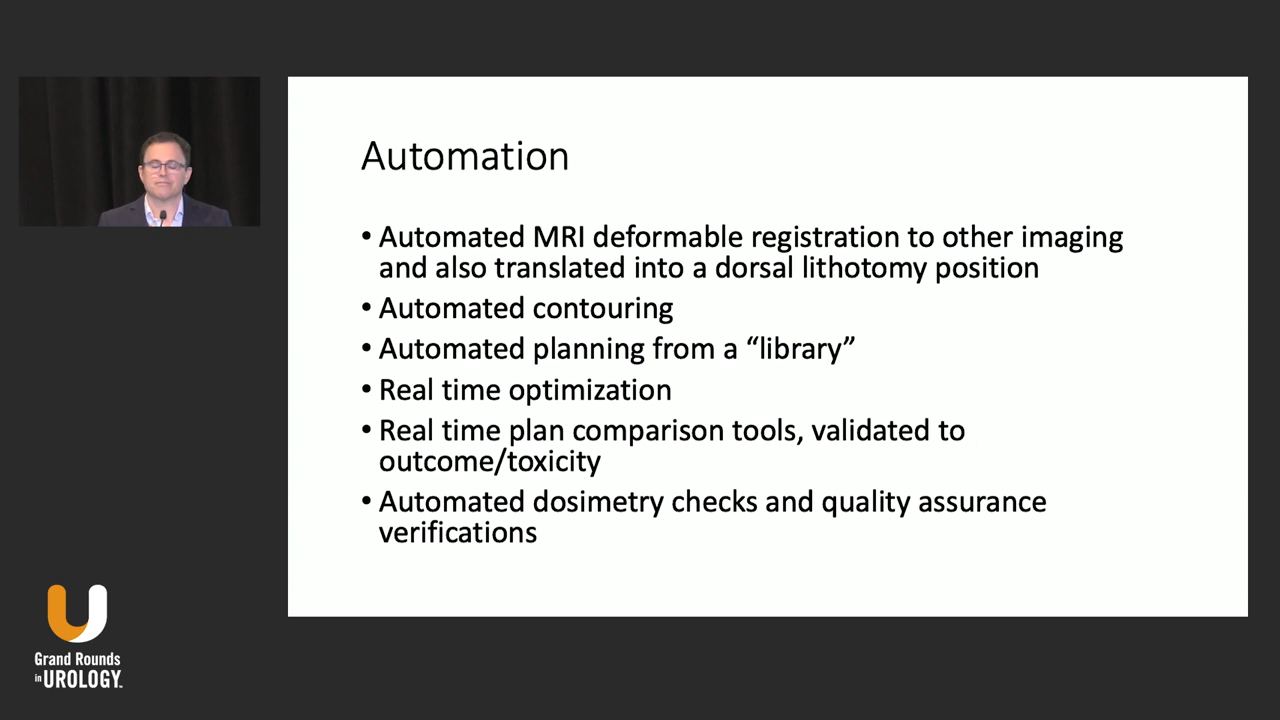 Automation
• Automated MRI deformable registration to other imaging
and also translated into a dorsal lithotomy position
• Automated contouring
• Automated planning from a “library”
• Real time optimization
• Real time plan comparison tools, validated to
outcome/toxicity
• Automated dosimetry checks and quality assurance
verifications
Grand Rounds
in UROLOGY™